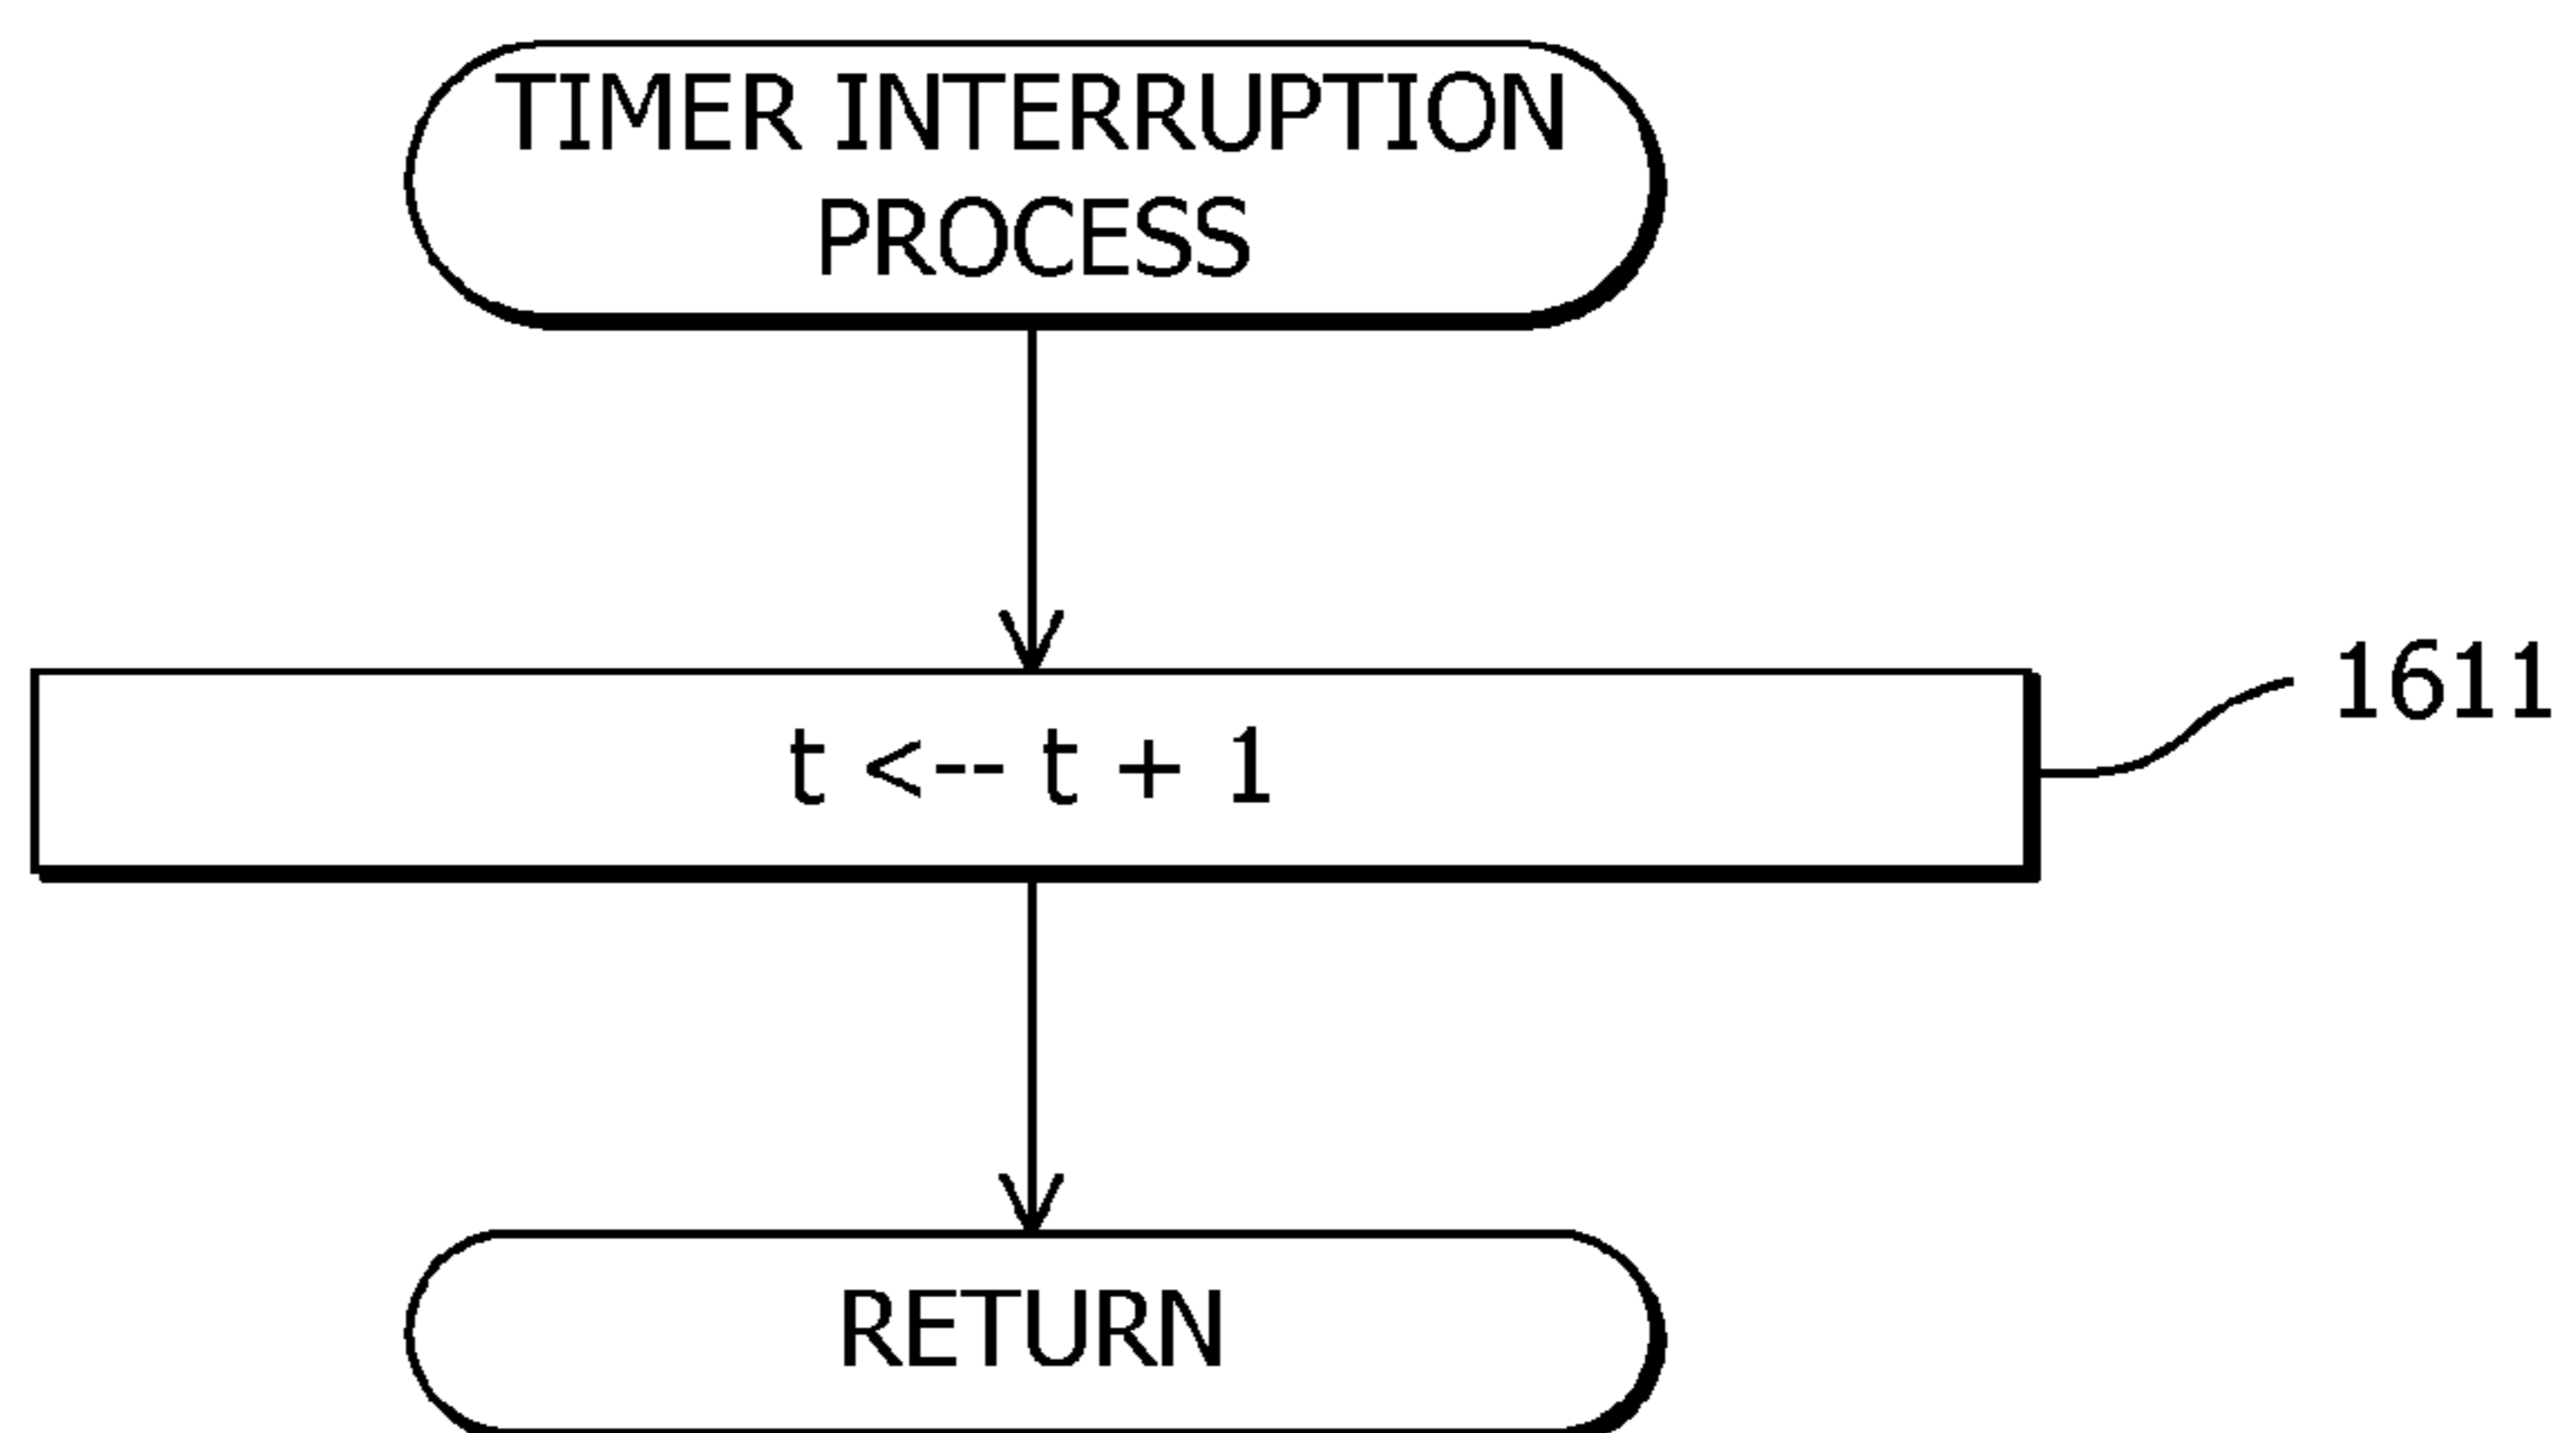 TIMER INTERRUPTION
PROCESS
t <-- t + 1
1611
RETURN